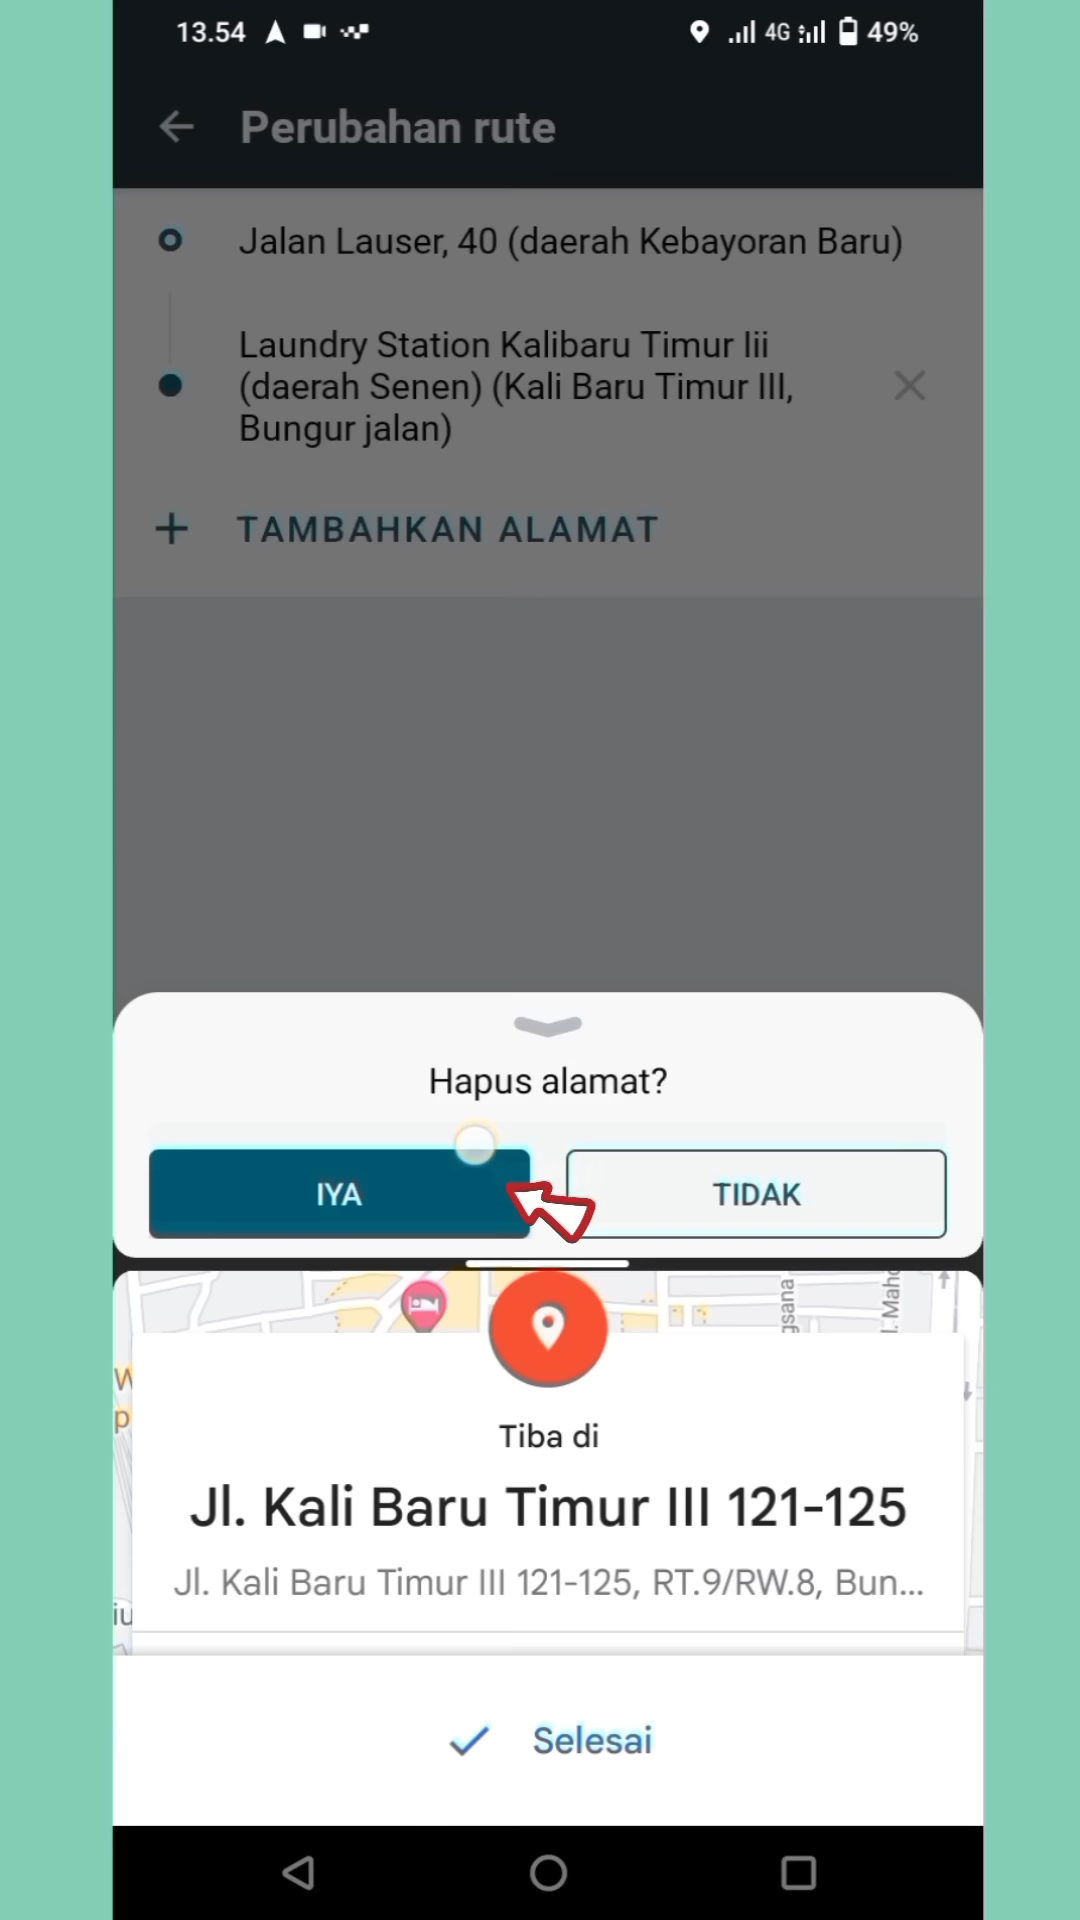 13.54
4G
49%
Perubahan rute
Jalan Lauser, 40 (daerah Kebayoran Baru)
Laundry Station Kalibaru Timur Iii
(daerah Senen) (Kali Baru Timur III,
Bungur jalan)
+ TAMBAHKAN ALAMAT
Hapus alamat?
IYA
TIDAK
Tiba di
Jl. Kali Baru Timur III 121-125
Jl. Kali Baru Timur III 121-125, RT.9/RW.8, Bun...
Selesai